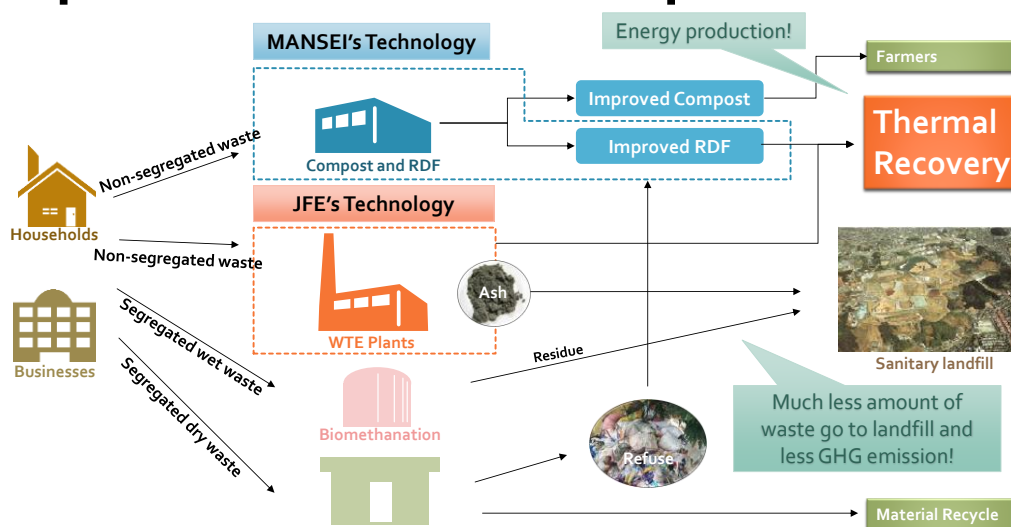 MANSEI's Technology
Energy production!
Farmers
Improved Compost
Thermal
Recovery
Non-segregated waste
Improved RDF
Compost and RDF
JFE's Technology
Households
Non-segregated waste
Ash
WTE Plants
Segregated wet waste
Residue
Sanitary landfill
Businesses
Segregated dry waste
Much less amount of
waste go to landfill and
less GHG emission!
Biomethanation
Refuse
Material Recycle